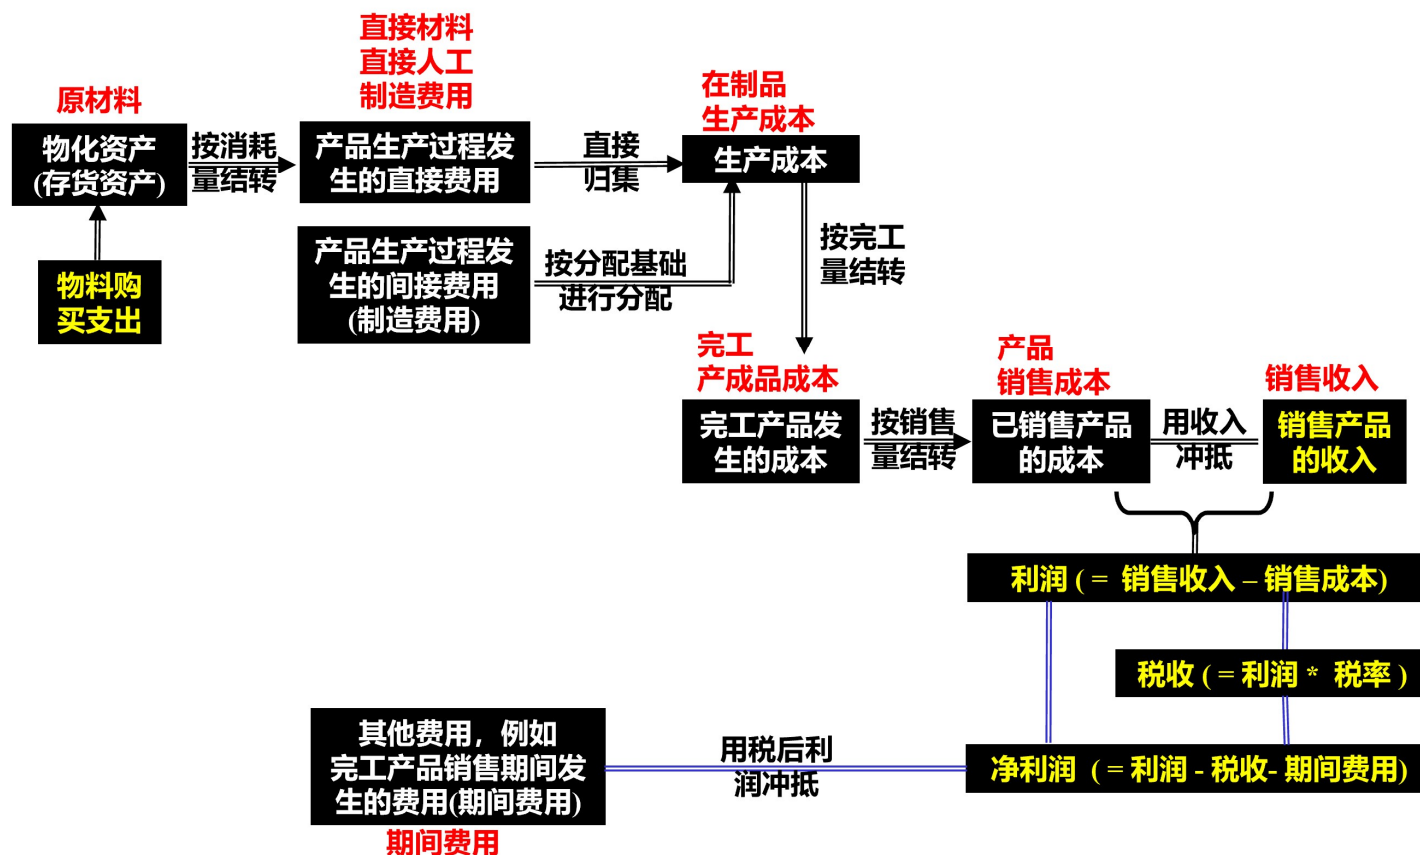 直接材料
直接人工
制造费用
原材料
物化资产
(存货资产)
按消耗
量结转
产品生产过程发
生的直接费用
直接
归集
在制品
生产成本
生产成本
物料购
买支出
产品生产过程发
生的间接费用
(制造费用)
按分配基础
进行分配
按完工
量结转
完工
产成品成本
完工产品发
生的成本
按销售
量结转
产品
销售成本
已销售产品
的成本
用收入
冲抵
销售收入
销售产品
的收入
利润 ( = 销售收入 – 销售成本)
税收 ( = 利润 * 税率 )
净利润 ( = 利润 - 税收- 期间费用)
用税后利
润冲抵
其他费用，例如
完工产品销售期间发
生的费用(期间费用)
期间费用